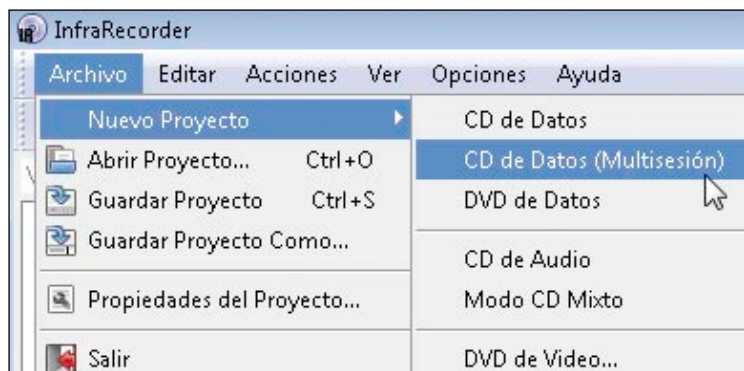 InfraRecorder
Archivo Editar Acciones Ver Opciones Ayuda
Nuevo Proyecto
Abrir Proyecto... Ctrl+O
Guardar Proyecto Ctrl+S
Guardar Proyecto Como...
Propiedades del Proyecto...
Salir
CD de Datos
CD de Datos (Multisesión)
DVD de Datos
CD de Audio
Modo CD Mixto
DVD de Video...